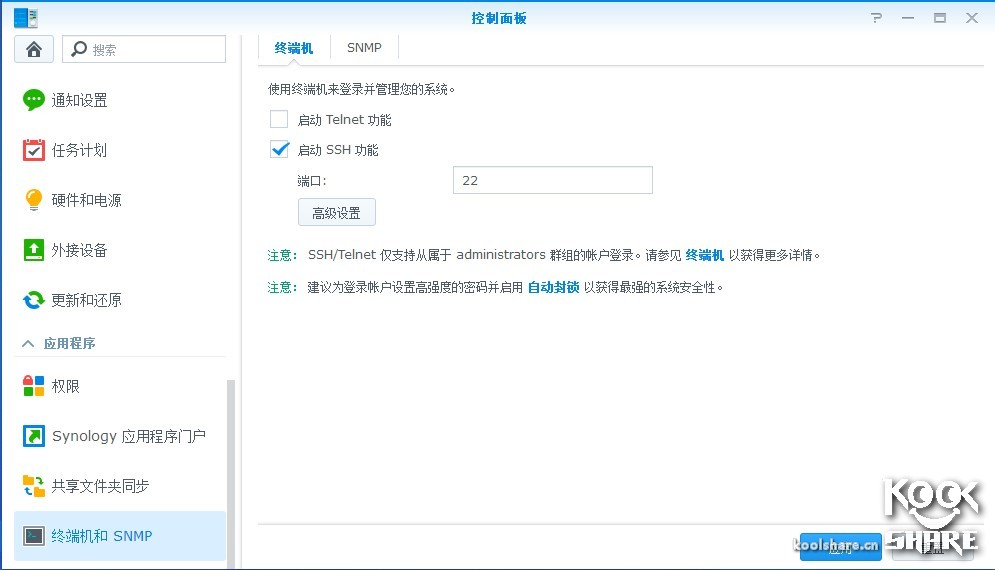 控制面板
搜索
通知设置
任务计划
硬件和电源
外接设备
更新和还原
应用程序
权限
Synology 应用程序门户
共享文件夹同步
终端机和 SNMP
终端机 SNMP
使用终端机来登录并管理您的系统。
启动 Telnet 功能
启动 SSH 功能
端口: 22
高级设置
注意: SSH/Telnet 仅支持从属于 administrators 群组的帐户登录。请参见 终端机 以获得更多详情。
注意: 建议为登录帐户设置高强度的密码并启用 自动封锁 以获得最强的系统安全性。
应用 重置
KOOL
SHARE
koolshare.cn